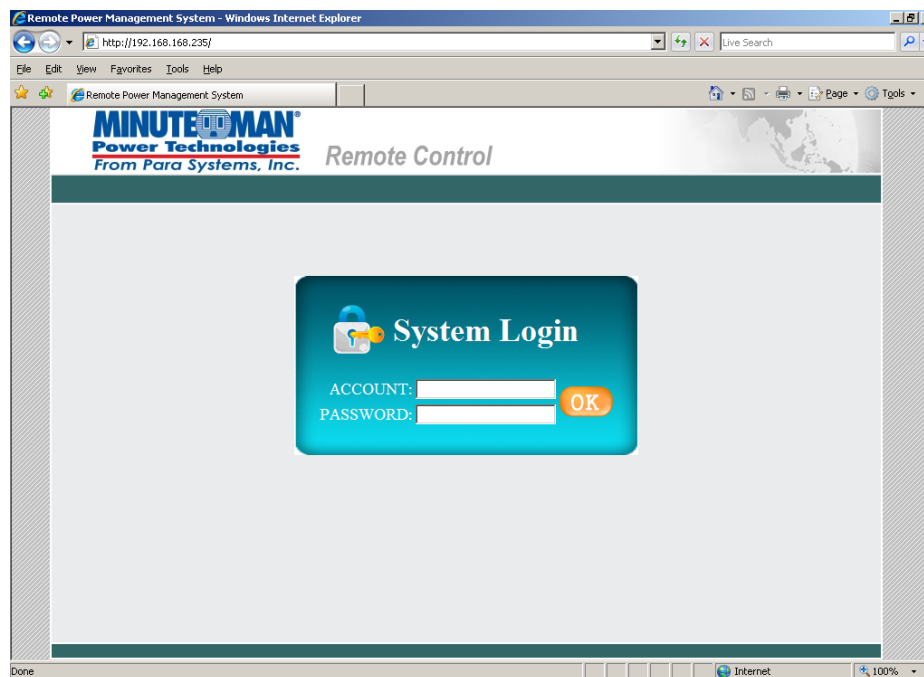 Remote Power Management System - Windows Internet Explorer
http://192.168.168.235/
Live Search
File Edit View Favorites Tools Help
Remote Power Management System
Page Tools
MINUTEMAN®
Power Technologies
From Para Systems, Inc.
Remote Control
System Login
ACCOUNT:
OK
PASSWORD:
Done
Internet
100%